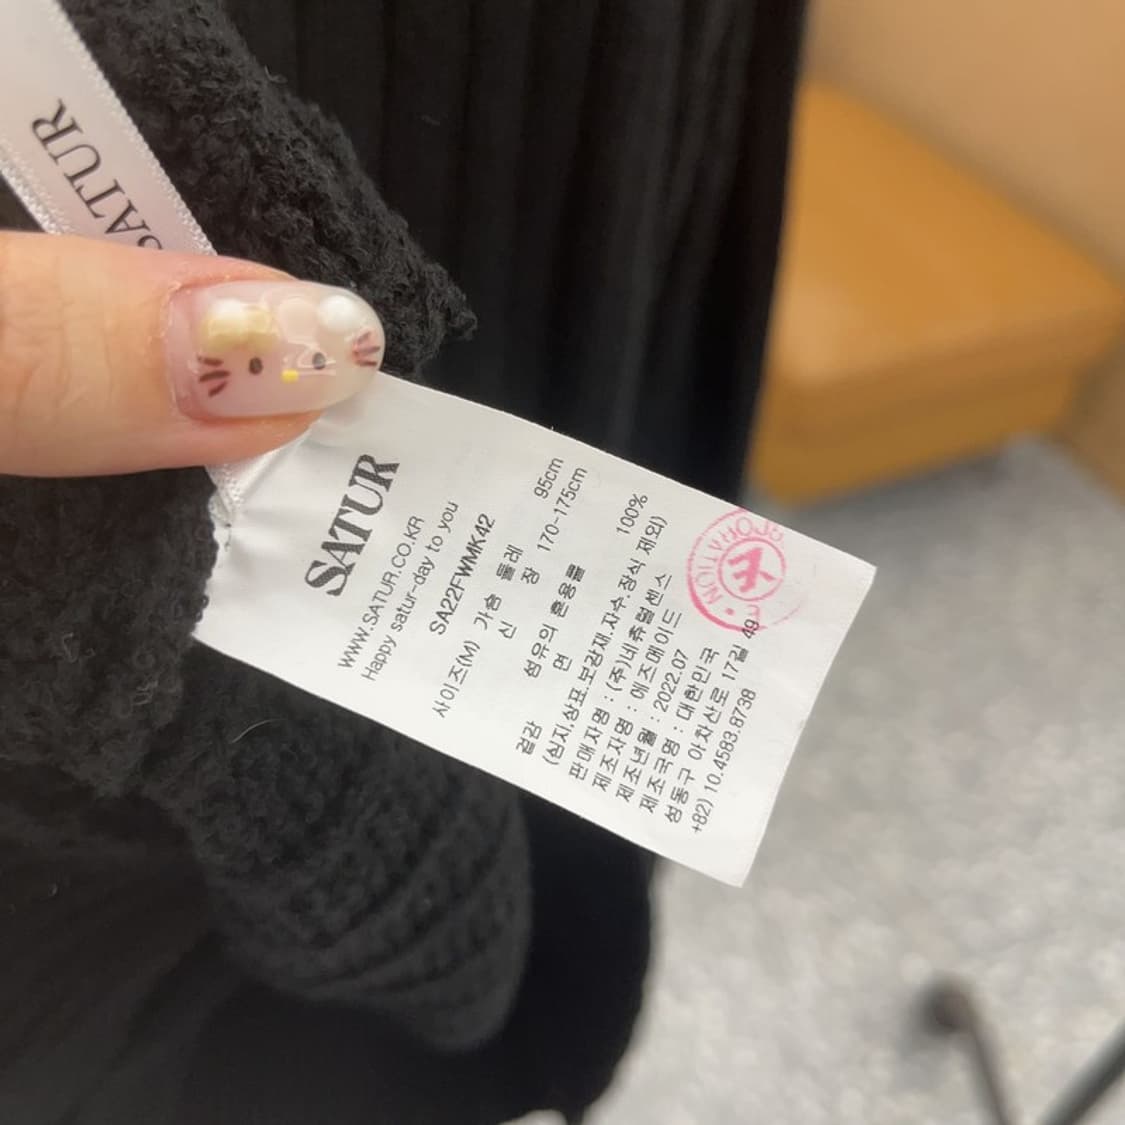 SATUR
SATUR
WWW.SATUR.CO.KR
Happy satur-day to you
SA22FWMK42
사이즈(M) 가슴 둘레 95cm
신 장 170-175cm
섬유의 혼용률
겉감 면 100%
(심지.상표.보강재.자수.장식 제외)
판매자명 : (주)네츄럴센스
제조자명 : 에즈메이드
제조년월 : 2022.07
제조국명 : 대한민국
성동구 아차산로 17길 49
+82) 10.4583.8738